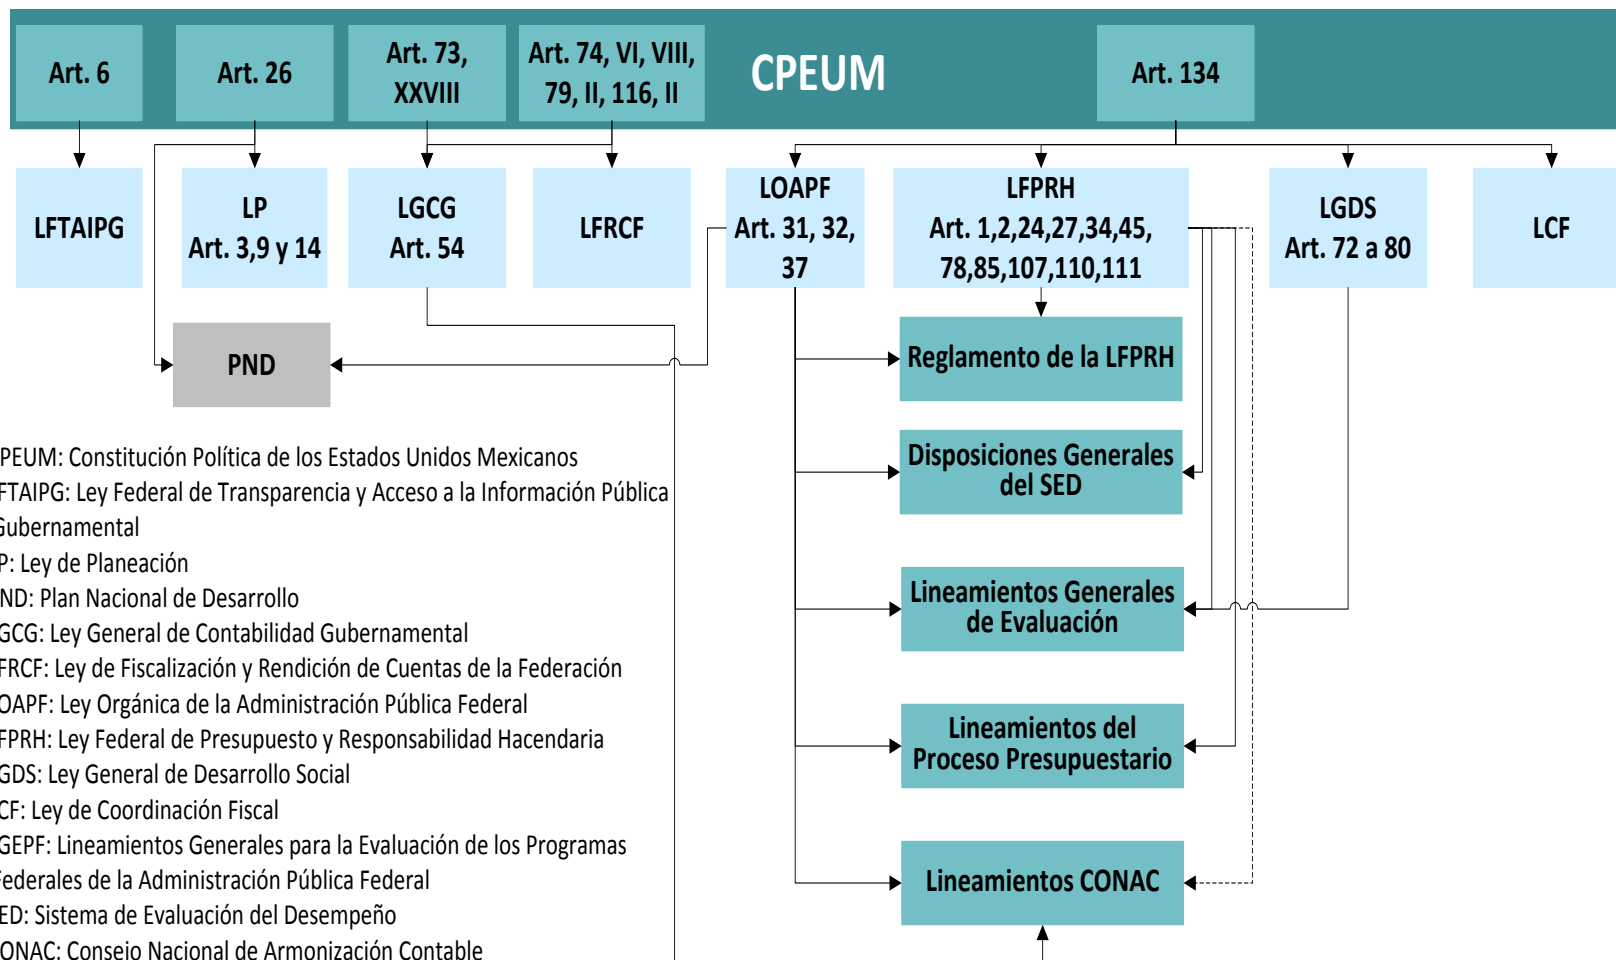 Art. 6
Art. 26
Art. 73,
XXVIII
Art. 74, VI, VIII,
79, II, 116, II
CPEUM
Art. 134
LFTAIPG
LP
Art. 3,9 y 14
LGCG
Art. 54
LFRCF
LOAPF
Art. 31, 32,
37
LFPRH
Art. 1,2,24,27,34,45,
78,85,107,110,111
LGDS
Art. 72 a 80
LCF
PND
Reglamento de la LFPRH
Disposiciones Generales
del SED
Lineamientos Generales
de Evaluación
Lineamientos del
Proceso Presupuestario
Lineamientos CONAC
PEUM: Constitución Política de los Estados Unidos Mexicanos
FTAIPG: Ley Federal de Transparencia y Acceso a la Información Pública
Gubernamental
P: Ley de Planeación
ND: Plan Nacional de Desarrollo
GCG: Ley General de Contabilidad Gubernamental
FRCF: Ley de Fiscalización y Rendición de Cuentas de la Federación
OAPF: Ley Orgánica de la Administración Pública Federal
FPRH: Ley Federal de Presupuesto y Responsabilidad Hacendaria
GDS: Ley General de Desarrollo Social
CF: Ley de Coordinación Fiscal
GEPF: Lineamientos Generales para la Evaluación de los Programas
Federales de la Administración Pública Federal
ED: Sistema de Evaluación del Desempeño
ONAC: Consejo Nacional de Armonización Contable